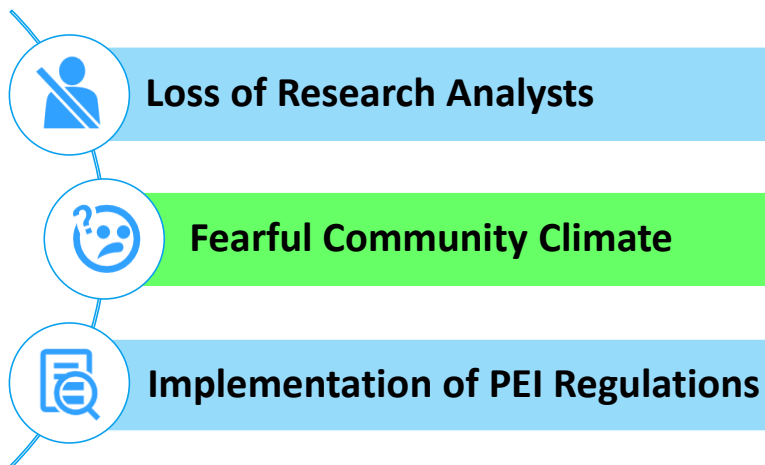 Loss of Research Analysts
?
Fearful Community Climate
Implementation of PEI Regulations